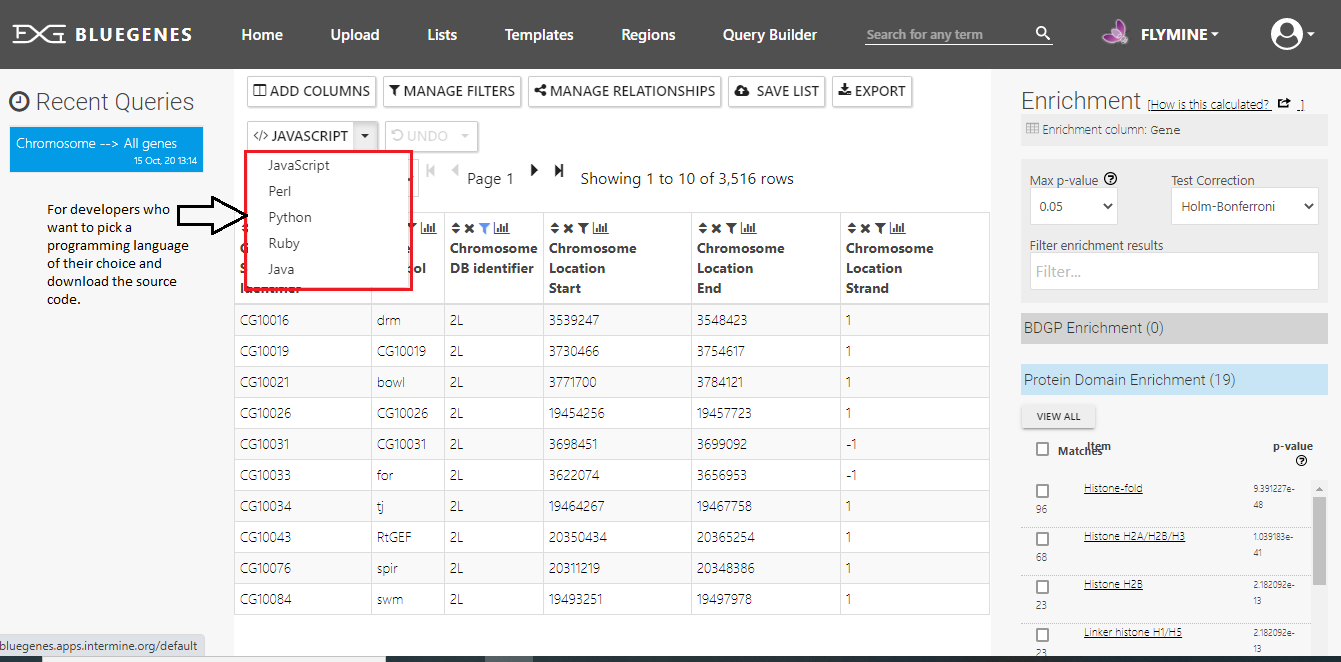 BLUEGENES Home Upload Lists Templates Regions Query Builder Search for any term FLYMINE
Recent Queries
Chromosome --> All genes
15 Oct, 20 13:14
For developers who
want to pick a
programming language
of their choice and
download the source
code.
ADD COLUMNS MANAGE FILTERS MANAGE RELATIONSHIPS SAVE LIST EXPORT
</> JAVASCRIPT UNDO
JavaScript
Perl
Python
Ruby
Java
Page 1 Showing 1 to 10 of 3,516 rows
Chromosome DB identifier
Chromosome Location Start
Chromosome Location End
Chromosome Location Strand
CG10016 drm 2L 3539247 3548423 1
CG10019 CG10019 2L 3730466 3754617 1
CG10021 bowl 2L 3771700 3784121 1
CG10026 CG10026 2L 19454256 19457723 1
CG10031 CG10031 2L 3698451 3699092 -1
CG10033 for 2L 3622074 3656953 -1
CG10034 tj 2L 19464267 19467758 1
CG10043 RtGEF 2L 20350434 20365254 1
CG10076 spir 2L 20311219 20348386 1
CG10084 swm 2L 19493251 19497978 1
Enrichment [How is this calculated? ]
Enrichment column: Gene
Max p-value Test Correction
0.05 Holm-Bonferroni
Filter enrichment results
Filter...
BDGP Enrichment (0)
Protein Domain Enrichment (19)
VIEW ALL
Matches Item p-value
96 Histone-fold 9.391227e-48
68 Histone H2A/H2B/H3 1.039183e-41
23 Histone H2B 2.182092e-13
23 Linker histone H1/H5 2.182092e-13
bluegenes.apps.intermine.org/default